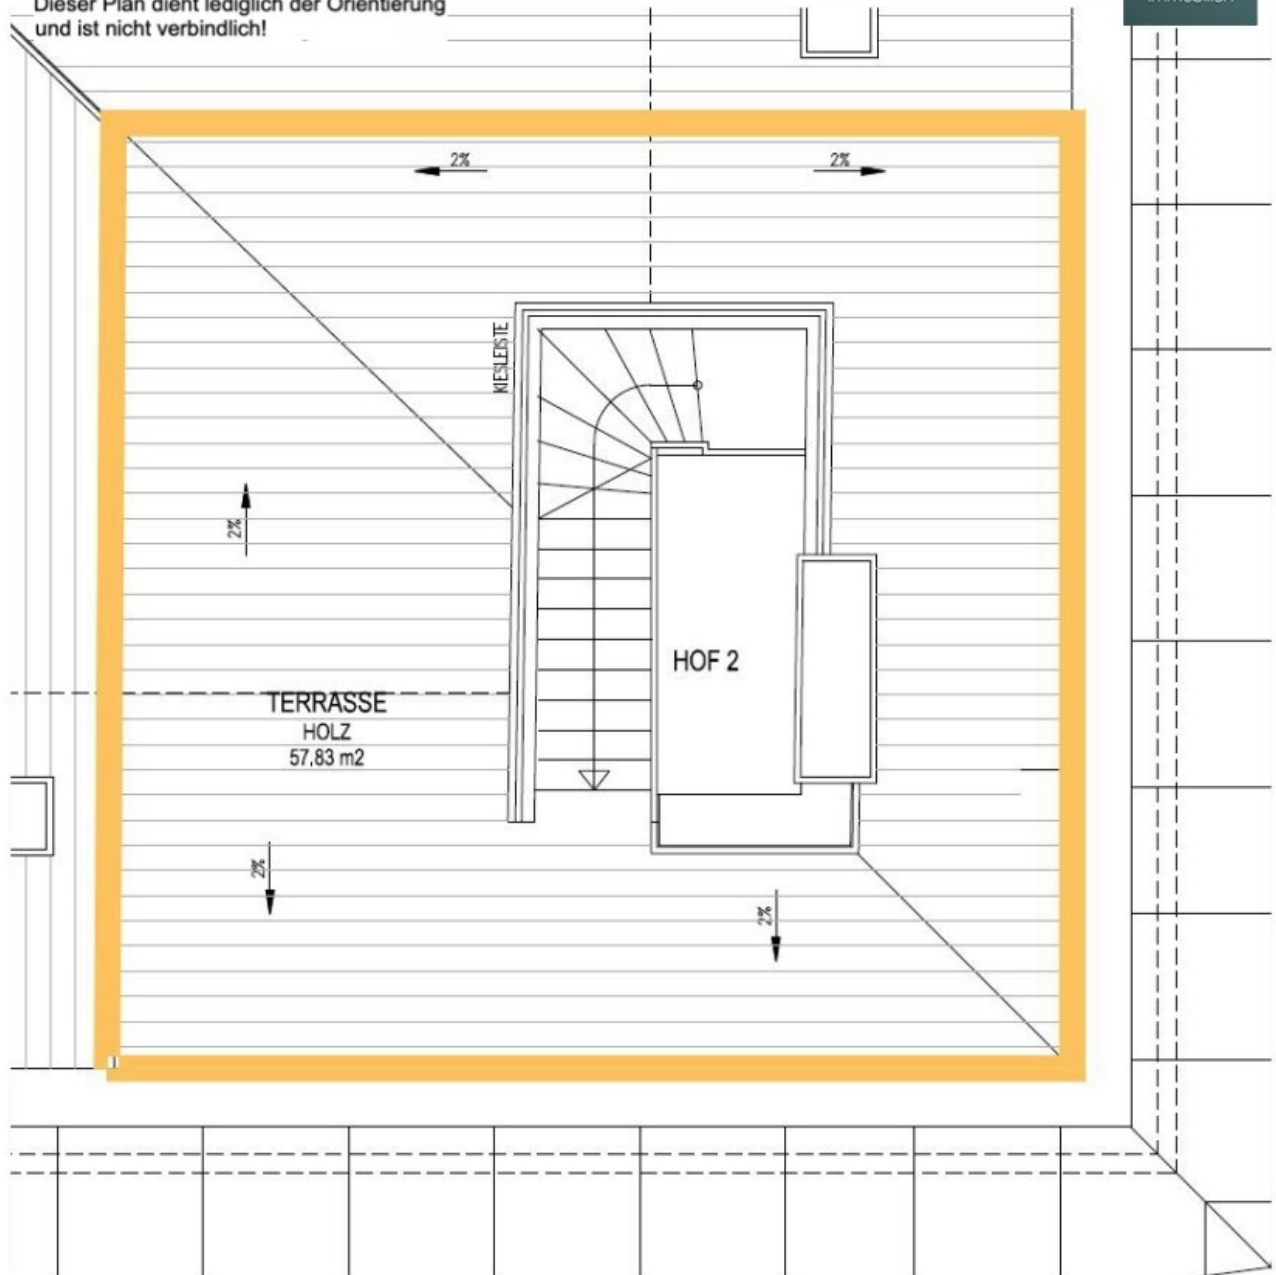 Dieser Plan dient lediglich der Orientierung
und ist nicht verbindlich!
2%
2%
KIESLEISTE
2%
HOF 2
TERRASSE
HOLZ
57,83 m2
2%
2%